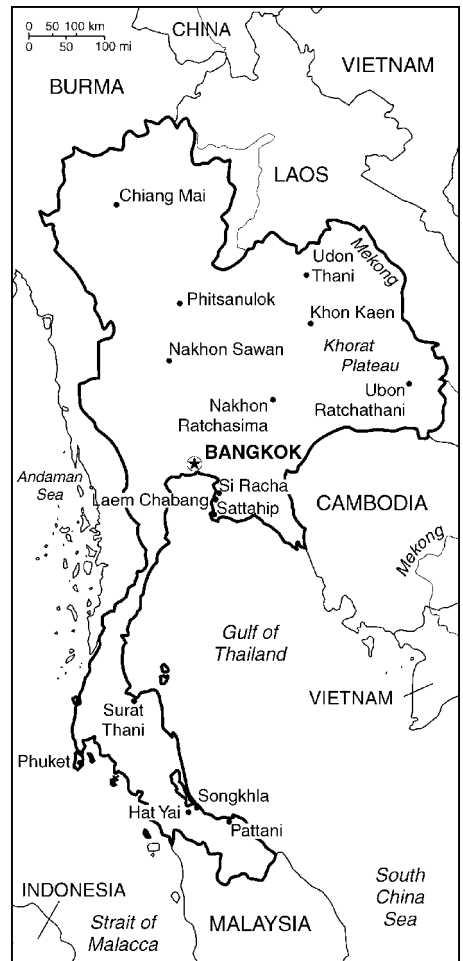 0 50 100 km
0 50 100 mi
CHINA
VIETNAM
BURMA
LAOS
Chiang Mai
Mekong
Udon
Thani
Phitsanulok
Khon Kaen
Nakhon Sawan
Khorat
Plateau
Ubon
Ratchathani
Nakhon
Ratchasima
BANGKOK
Andaman
Sea
Laem Chabang
Si Racha
Sattahip
CAMBODIA
Mekong
Gulf of
Thailand
VIETNAM
Surat
Thani
Phuket
Songkhla
Hat Yai
Pattani
INDONESIA
Strait of
Malacca
MALAYSIA
South
China
Sea